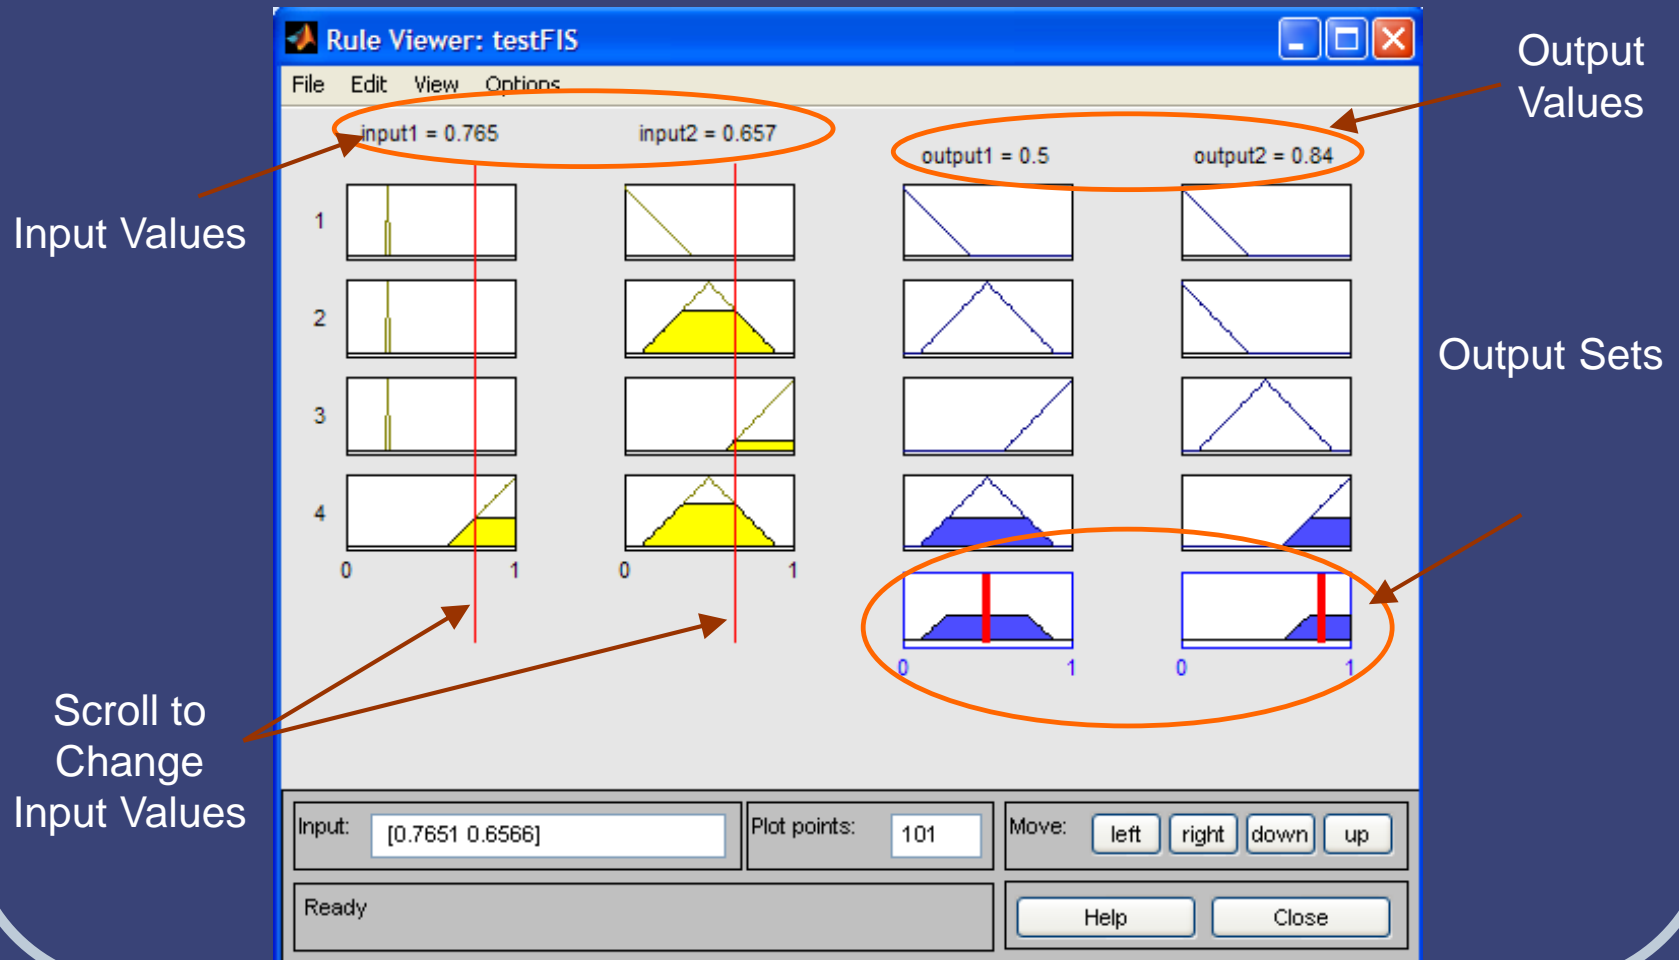 Rule Viewer: testFIS
File Edit View Options
input1 = 0.765 input2 = 0.657
output1 = 0.5 output2 = 0.84
Output
Values
Input Values
1
2
3
4
0 1 0 1
0 1 0 1
Output Sets
Scroll to
Change
Input Values
Input: [0.7651 0.6566] Plot points: 101 Move: left right down up
Ready Help Close